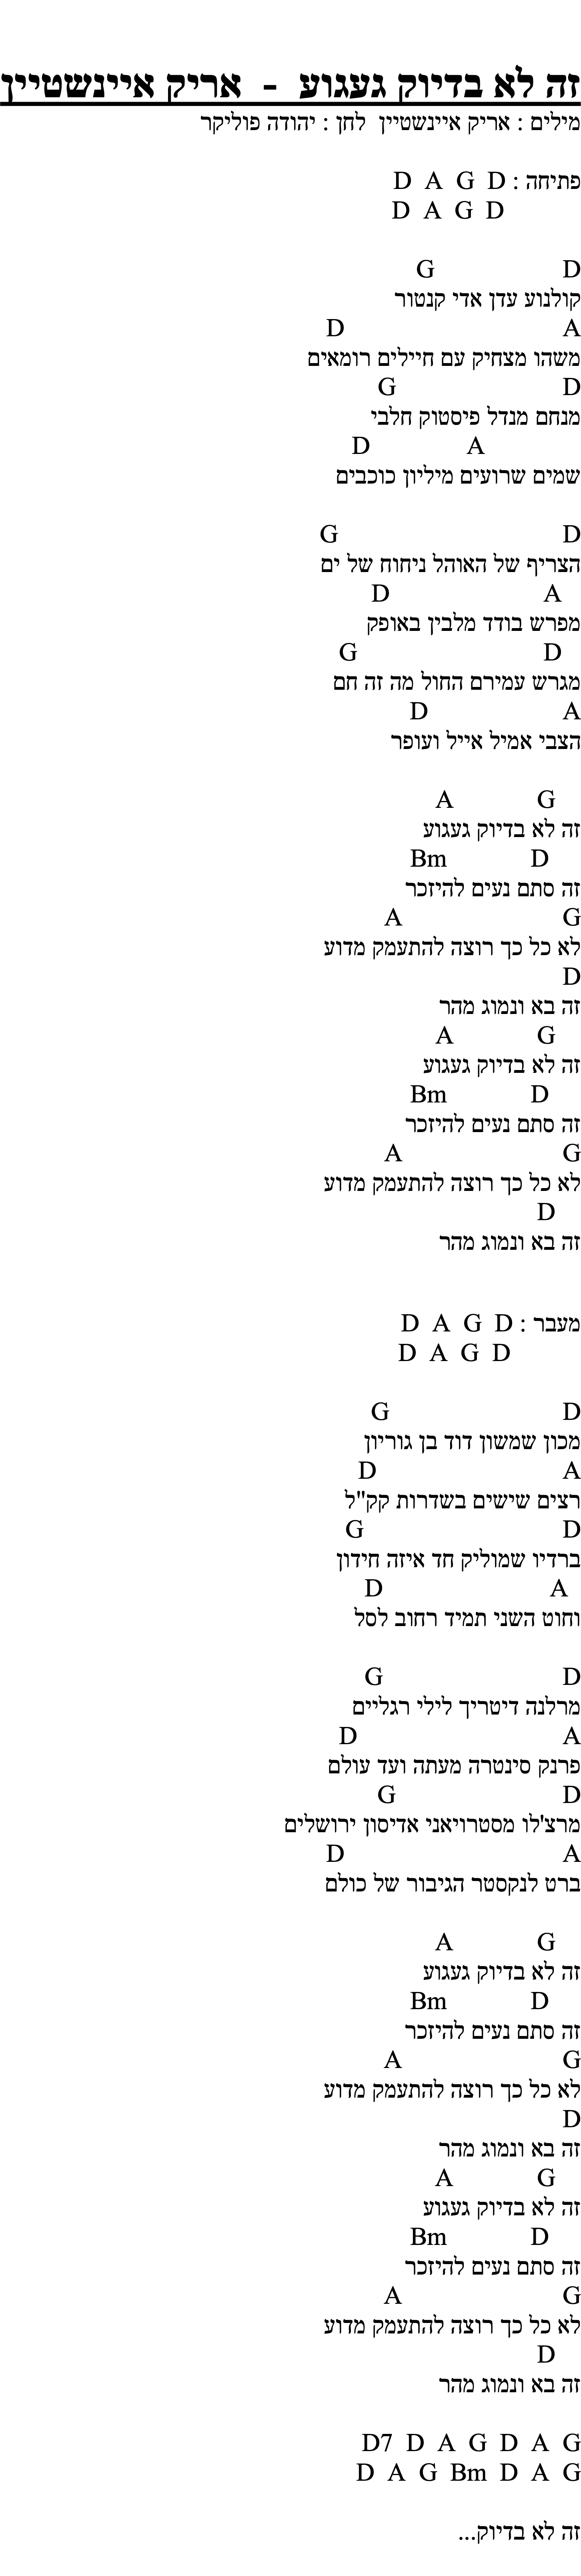 זה לא בדיוק געגוע - אריק איינשטיין
מילים : אריק איינשטיין לחן : יהודה פוליקר
פתיחה : D G A D
D G A D
D G
קולנוע עדן אדי קנטור
A D
משהו מצחיק עם חיילים רומאים
D G
מנחם מנדל פיסטוק חלבי
A D
שמים שרועים מיליון כוכבים
D G
הצריף של האוהל ניחוח של ים
A D
מפרש בודד מלבין באופק
D G
מגרש עמירם החול מה זה חם
A D
הצבי אמיל אייל ועופר
G A
זה לא בדיוק געגוע
D Bm
זה סתם נעים להיזכר
G A
לא כל כך רוצה להתעמק מדוע
D
זה בא ונמוג מהר
G A
זה לא בדיוק געגוע
D Bm
זה סתם נעים להיזכר
G A
לא כל כך רוצה להתעמק מדוע
D
זה בא ונמוג מהר
מעבר : D G A D
D G A D
D G
מכון שמשון דוד בן גוריון
A D
רצים שישים בשדרות קק"ל
D G
ברדיו שמוליק חד איזה חידון
A D
וחוט השני תמיד רחוב לסל
D G
מרלנה דיטריך לילי רגליים
A D
פרנק סינטרה מעתה ועד עולם
D G
מרצ'לו מסטרויאני אדיסון ירושלים
A D
ברט לנקסטר הגיבור של כולם
G A
זה לא בדיוק געגוע
D Bm
זה סתם נעים להיזכר
G A
לא כל כך רוצה להתעמק מדוע
D
זה בא ונמוג מהר
G A
זה לא בדיוק געגוע
D Bm
זה סתם נעים להיזכר
G A
לא כל כך רוצה להתעמק מדוע
D
זה בא ונמוג מהר
G A D G A D D7
G A D Bm G A D
זה לא בדיוק...